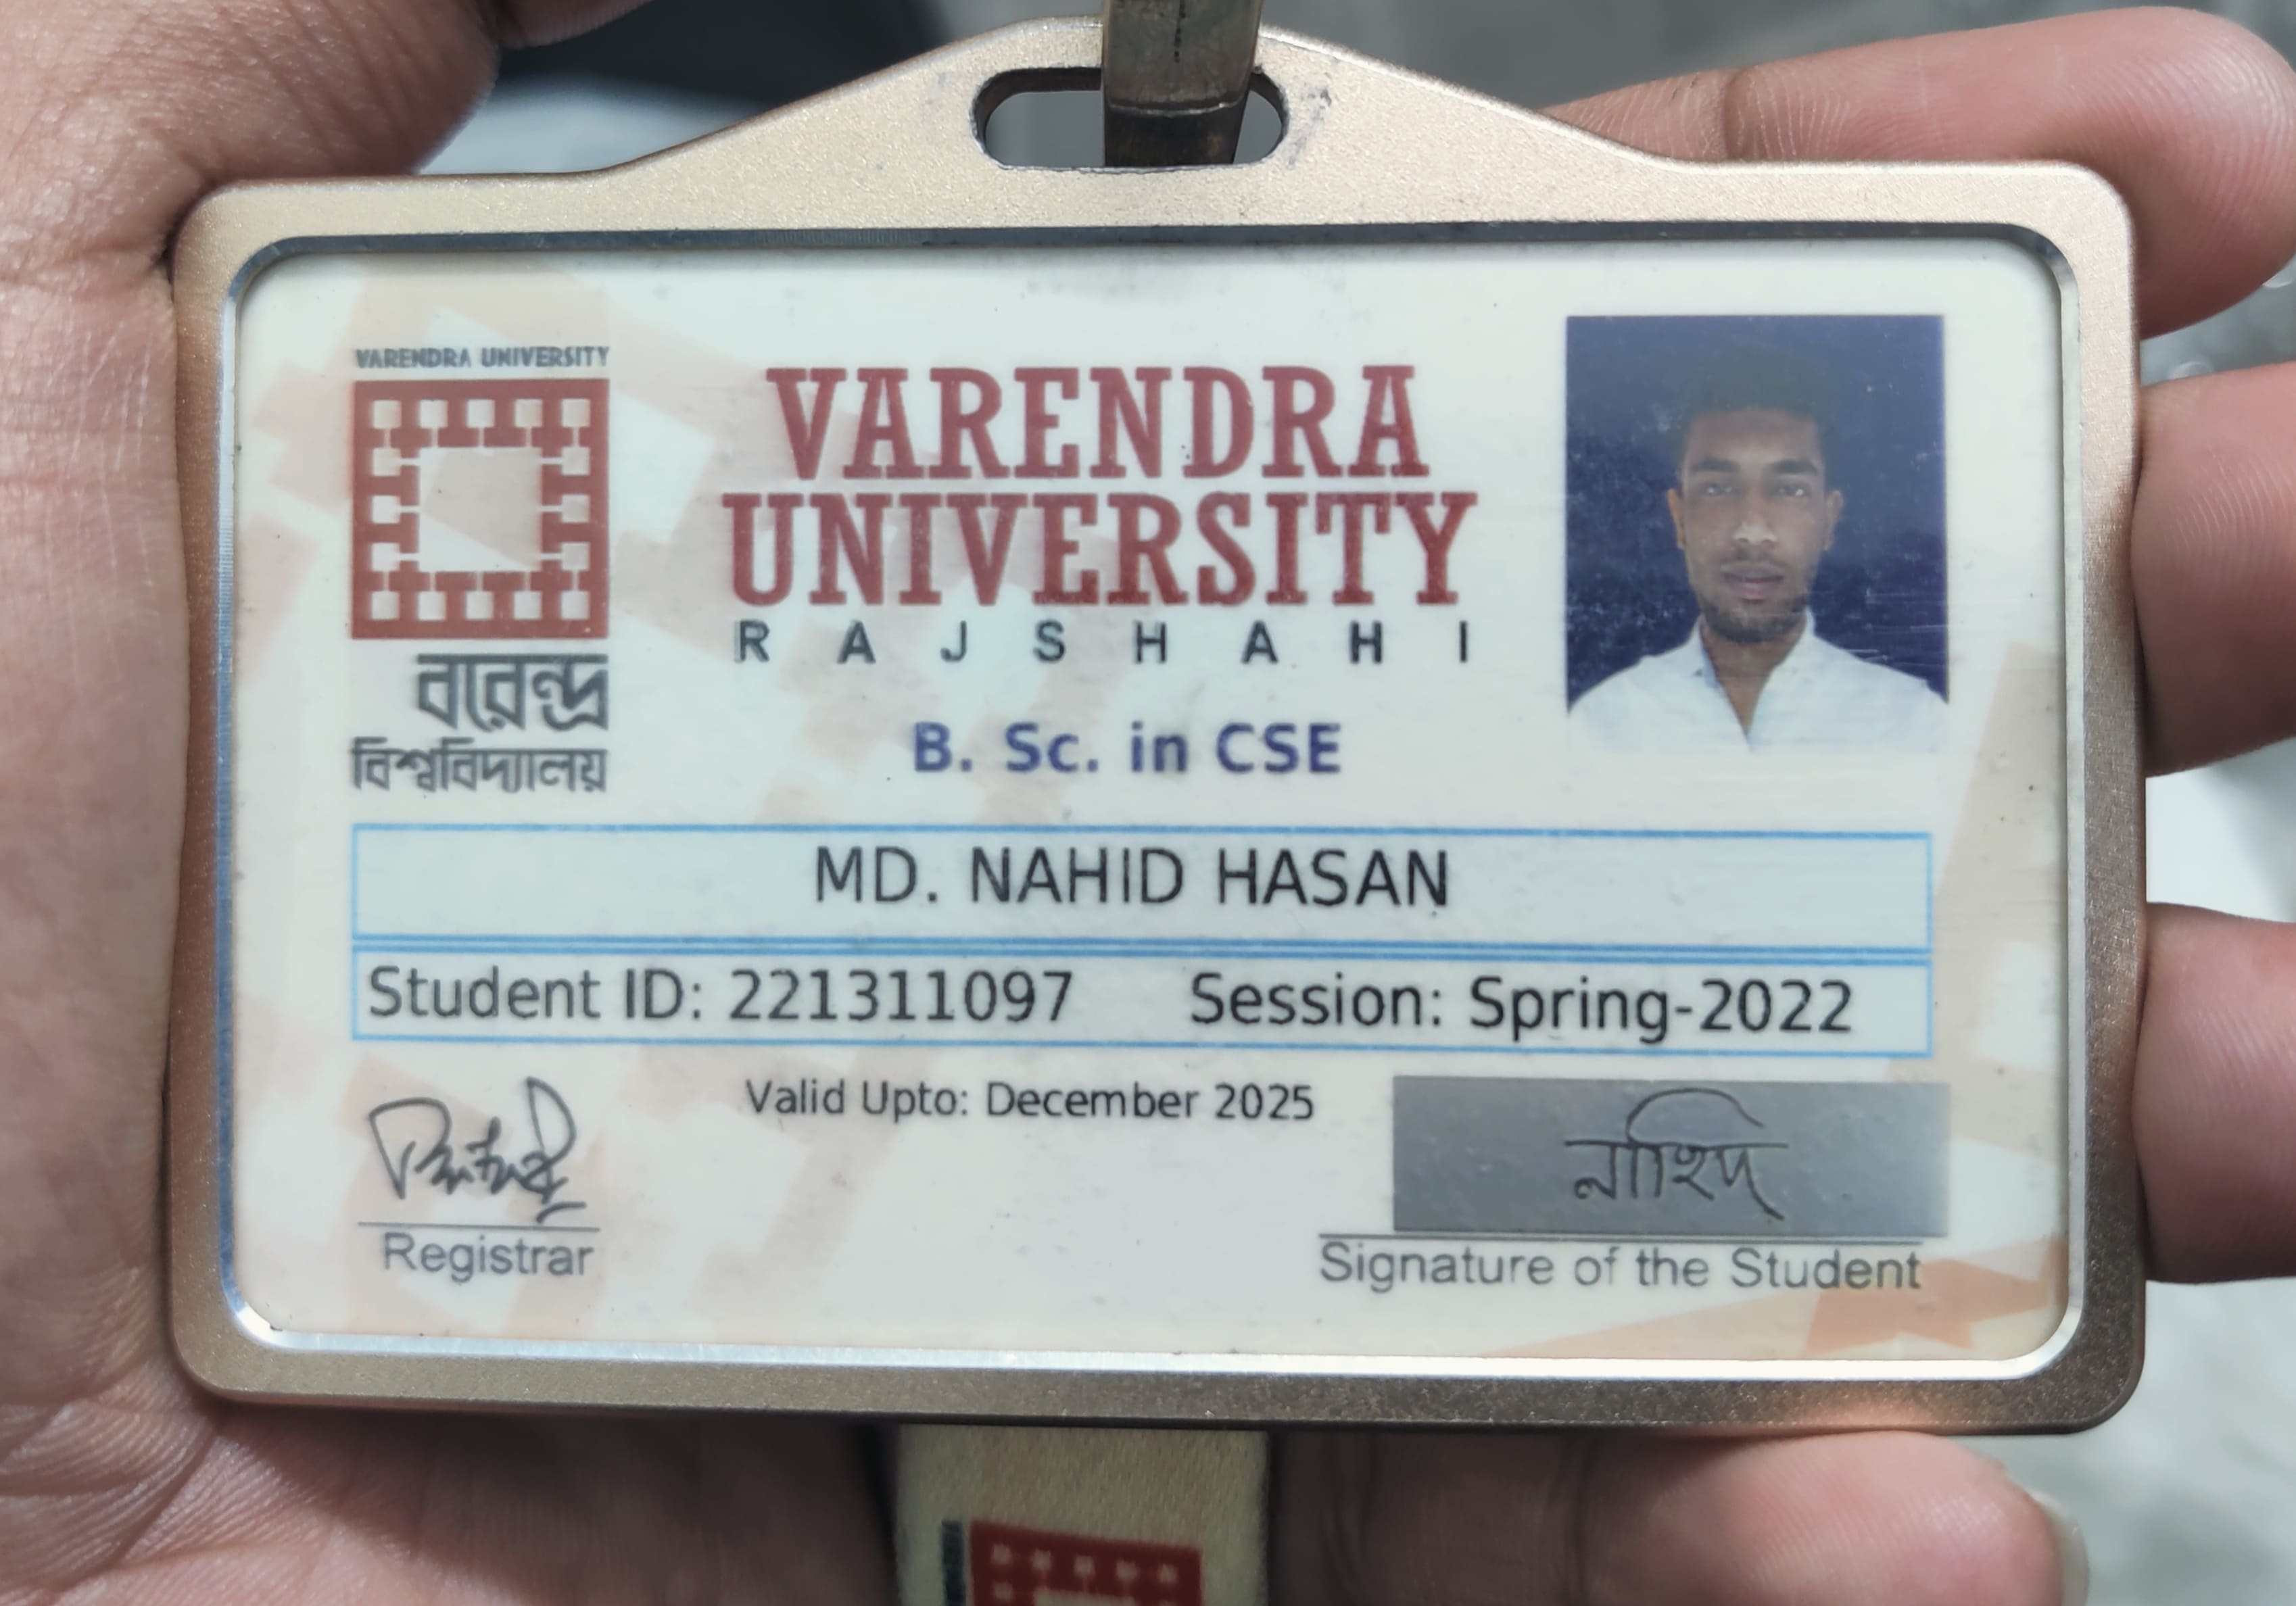 VARENDRA UNIVERSITY
বরেন্দ্র
বিশ্ববিদ্যালয়
VARENDRA
UNIVERSITY
RAJSHAHI
B. Sc. in CSE
MD. NAHID HASAN
Student ID: 221311097 Session: Spring-2022
Valid Upto: December 2025
Registrar
নাহিদ
Signature of the Student